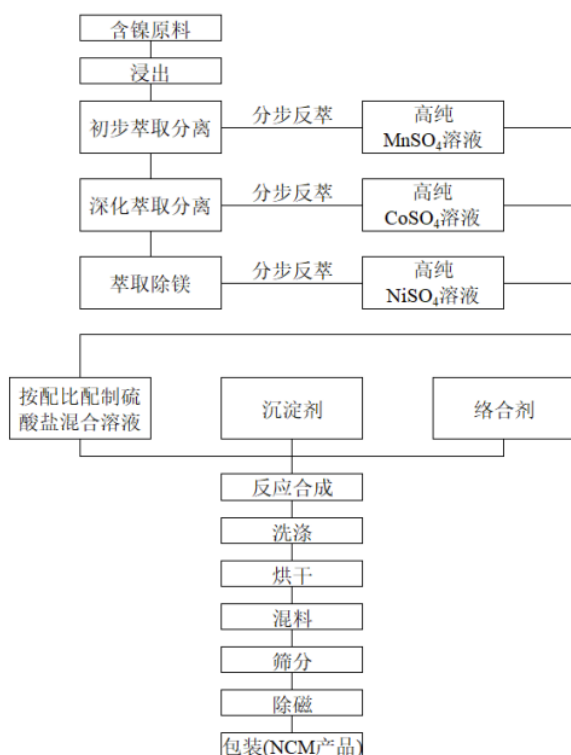 含镍原料
浸出
初步萃取分离
分步反萃
高纯
MnSO₄溶液
深化萃取分离
分步反萃
高纯
CoSO₄溶液
萃取除镁
分步反萃
高纯
NiSO₄溶液
按配比配制硫
酸盐混合溶液
沉淀剂
络合剂
反应合成
洗涤
烘干
混料
筛分
除磁
包装(NCM产品)